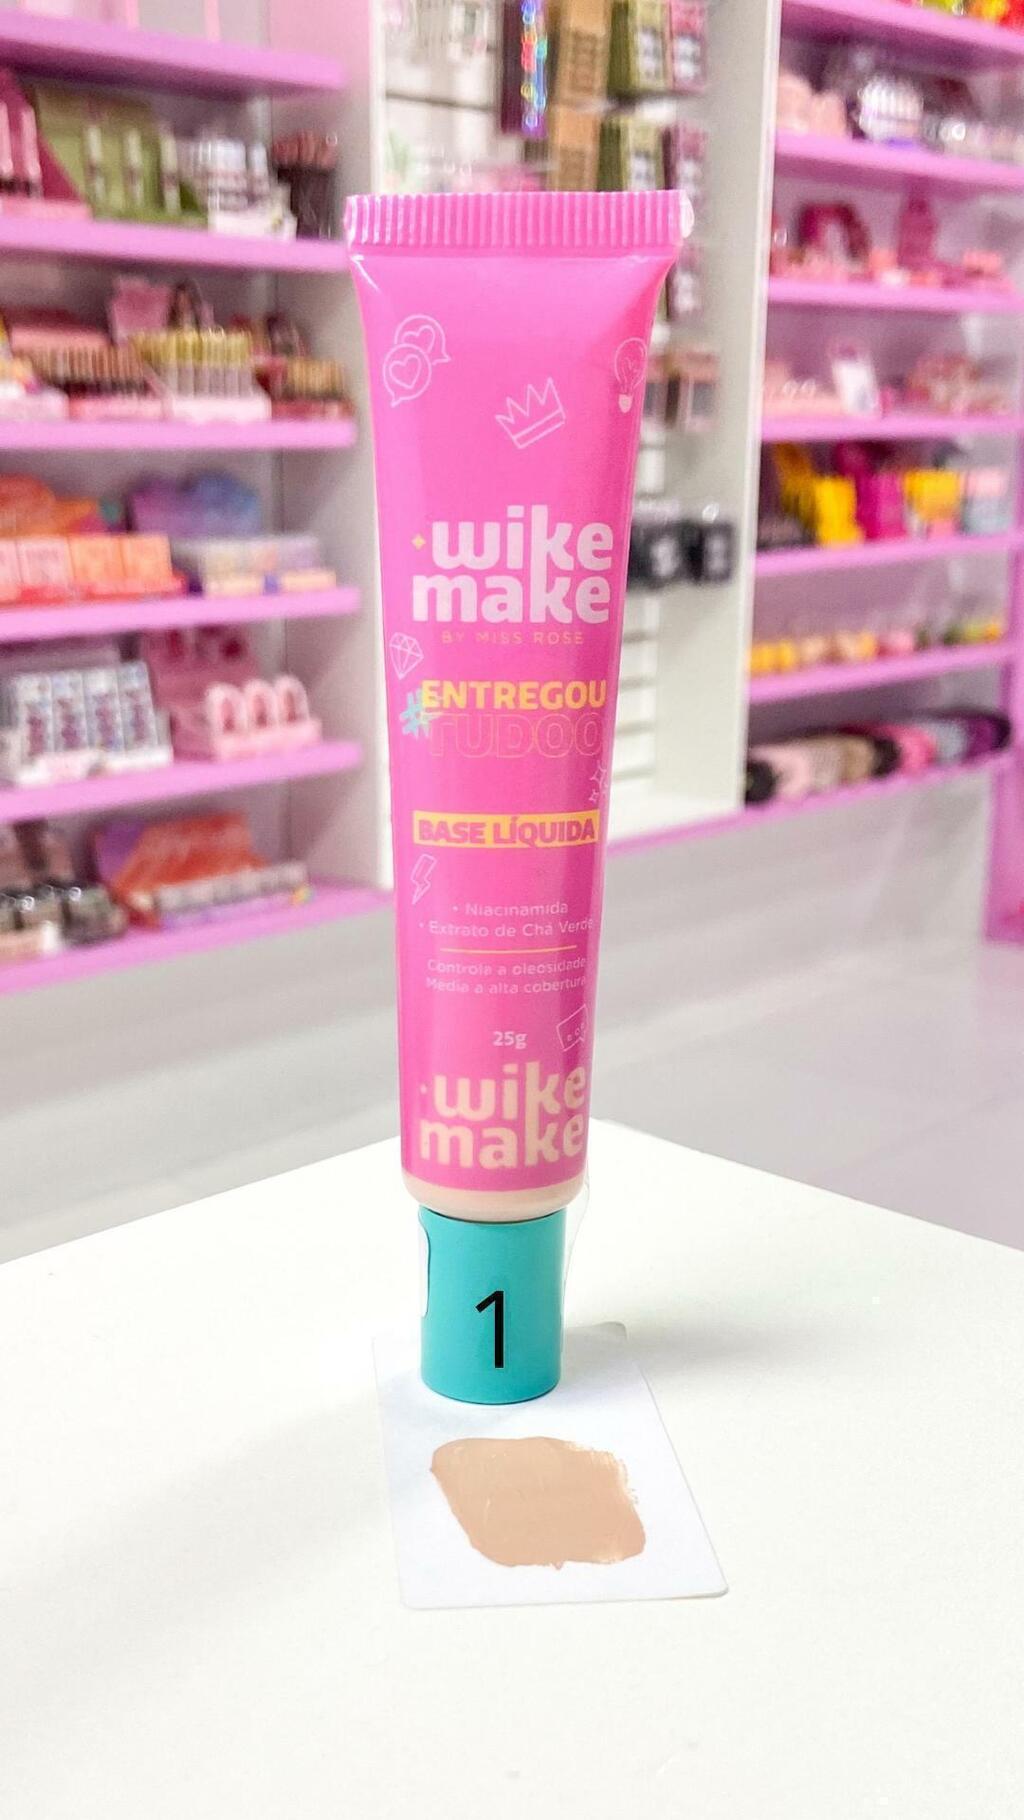 wike
make
BY MISS ROSE
#ENTREGOU
TUDOO
BASE LÍQUIDA
• Niacinamida
• Extrato de Chá Verde
Controla a oleosidade
Média a alta cobertura
25g
wike
make
1